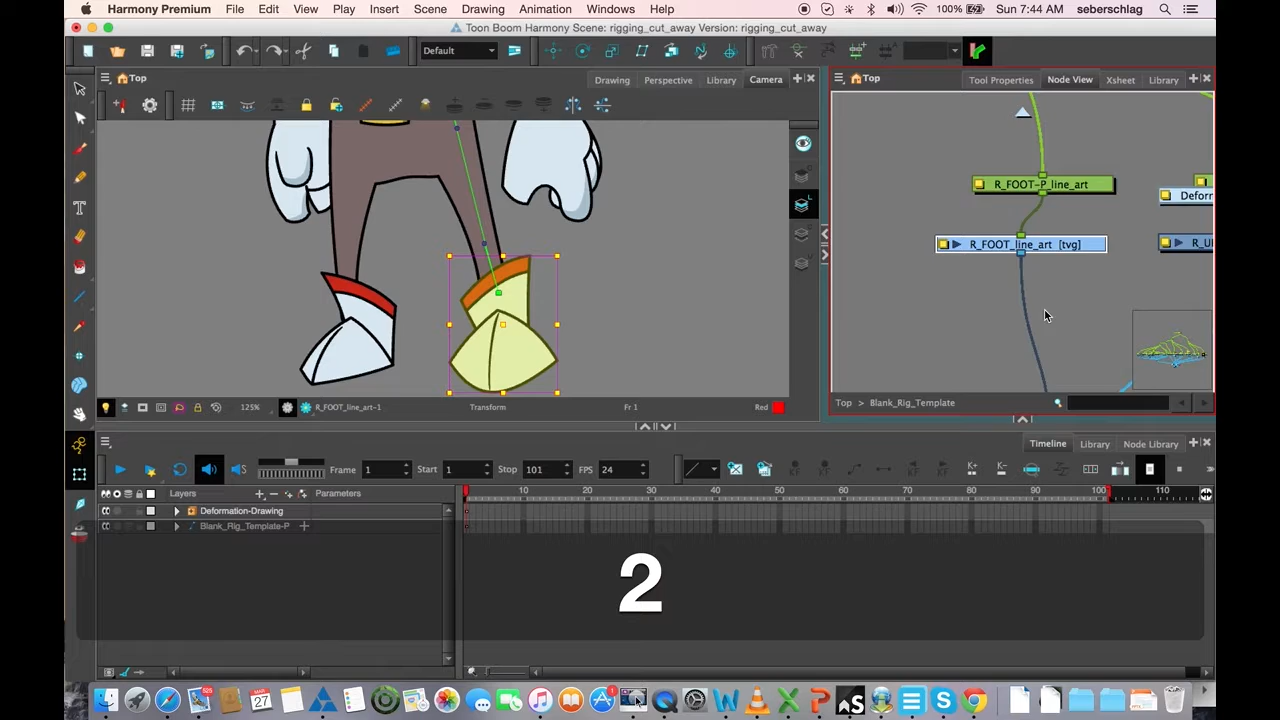 Harmony Premium File Edit View Play Insert Scene Drawing Animation Windows Help 100% Sun 7:44 AM seberschlag
Toon Boom Harmony Scene: rigging_cut_away Version: rigging_cut_away
Default
Top Drawing Perspective Library Camera Top Tool Properties Node View Xsheet Library
R_FOOT-P_line_art
Defor
R_FOOT_line_art [tvg] R_U
125% R_FOOT_line_art-1 Transform Fr 1 Red Top > Blank_Rig_Template
Timeline Library Node Library
Frame 1 Start 1 Stop 101 FPS 24
Layers Parameters 10 20 30 40 50 60 70 80 90 100 110
Deformation-Drawing
Blank_Rig_Template-P
2